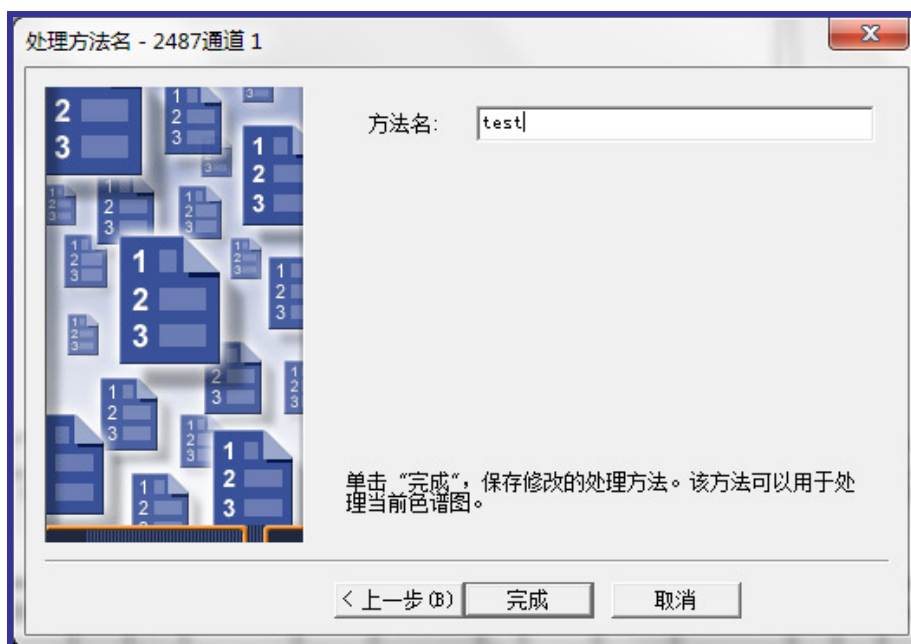 处理方法名 - 2487通道 1
方法名: test
单击 “完成“，保存修改的处理方法。该方法可以用于处
理当前色谱图。
< 上一步(B) 完成 取消